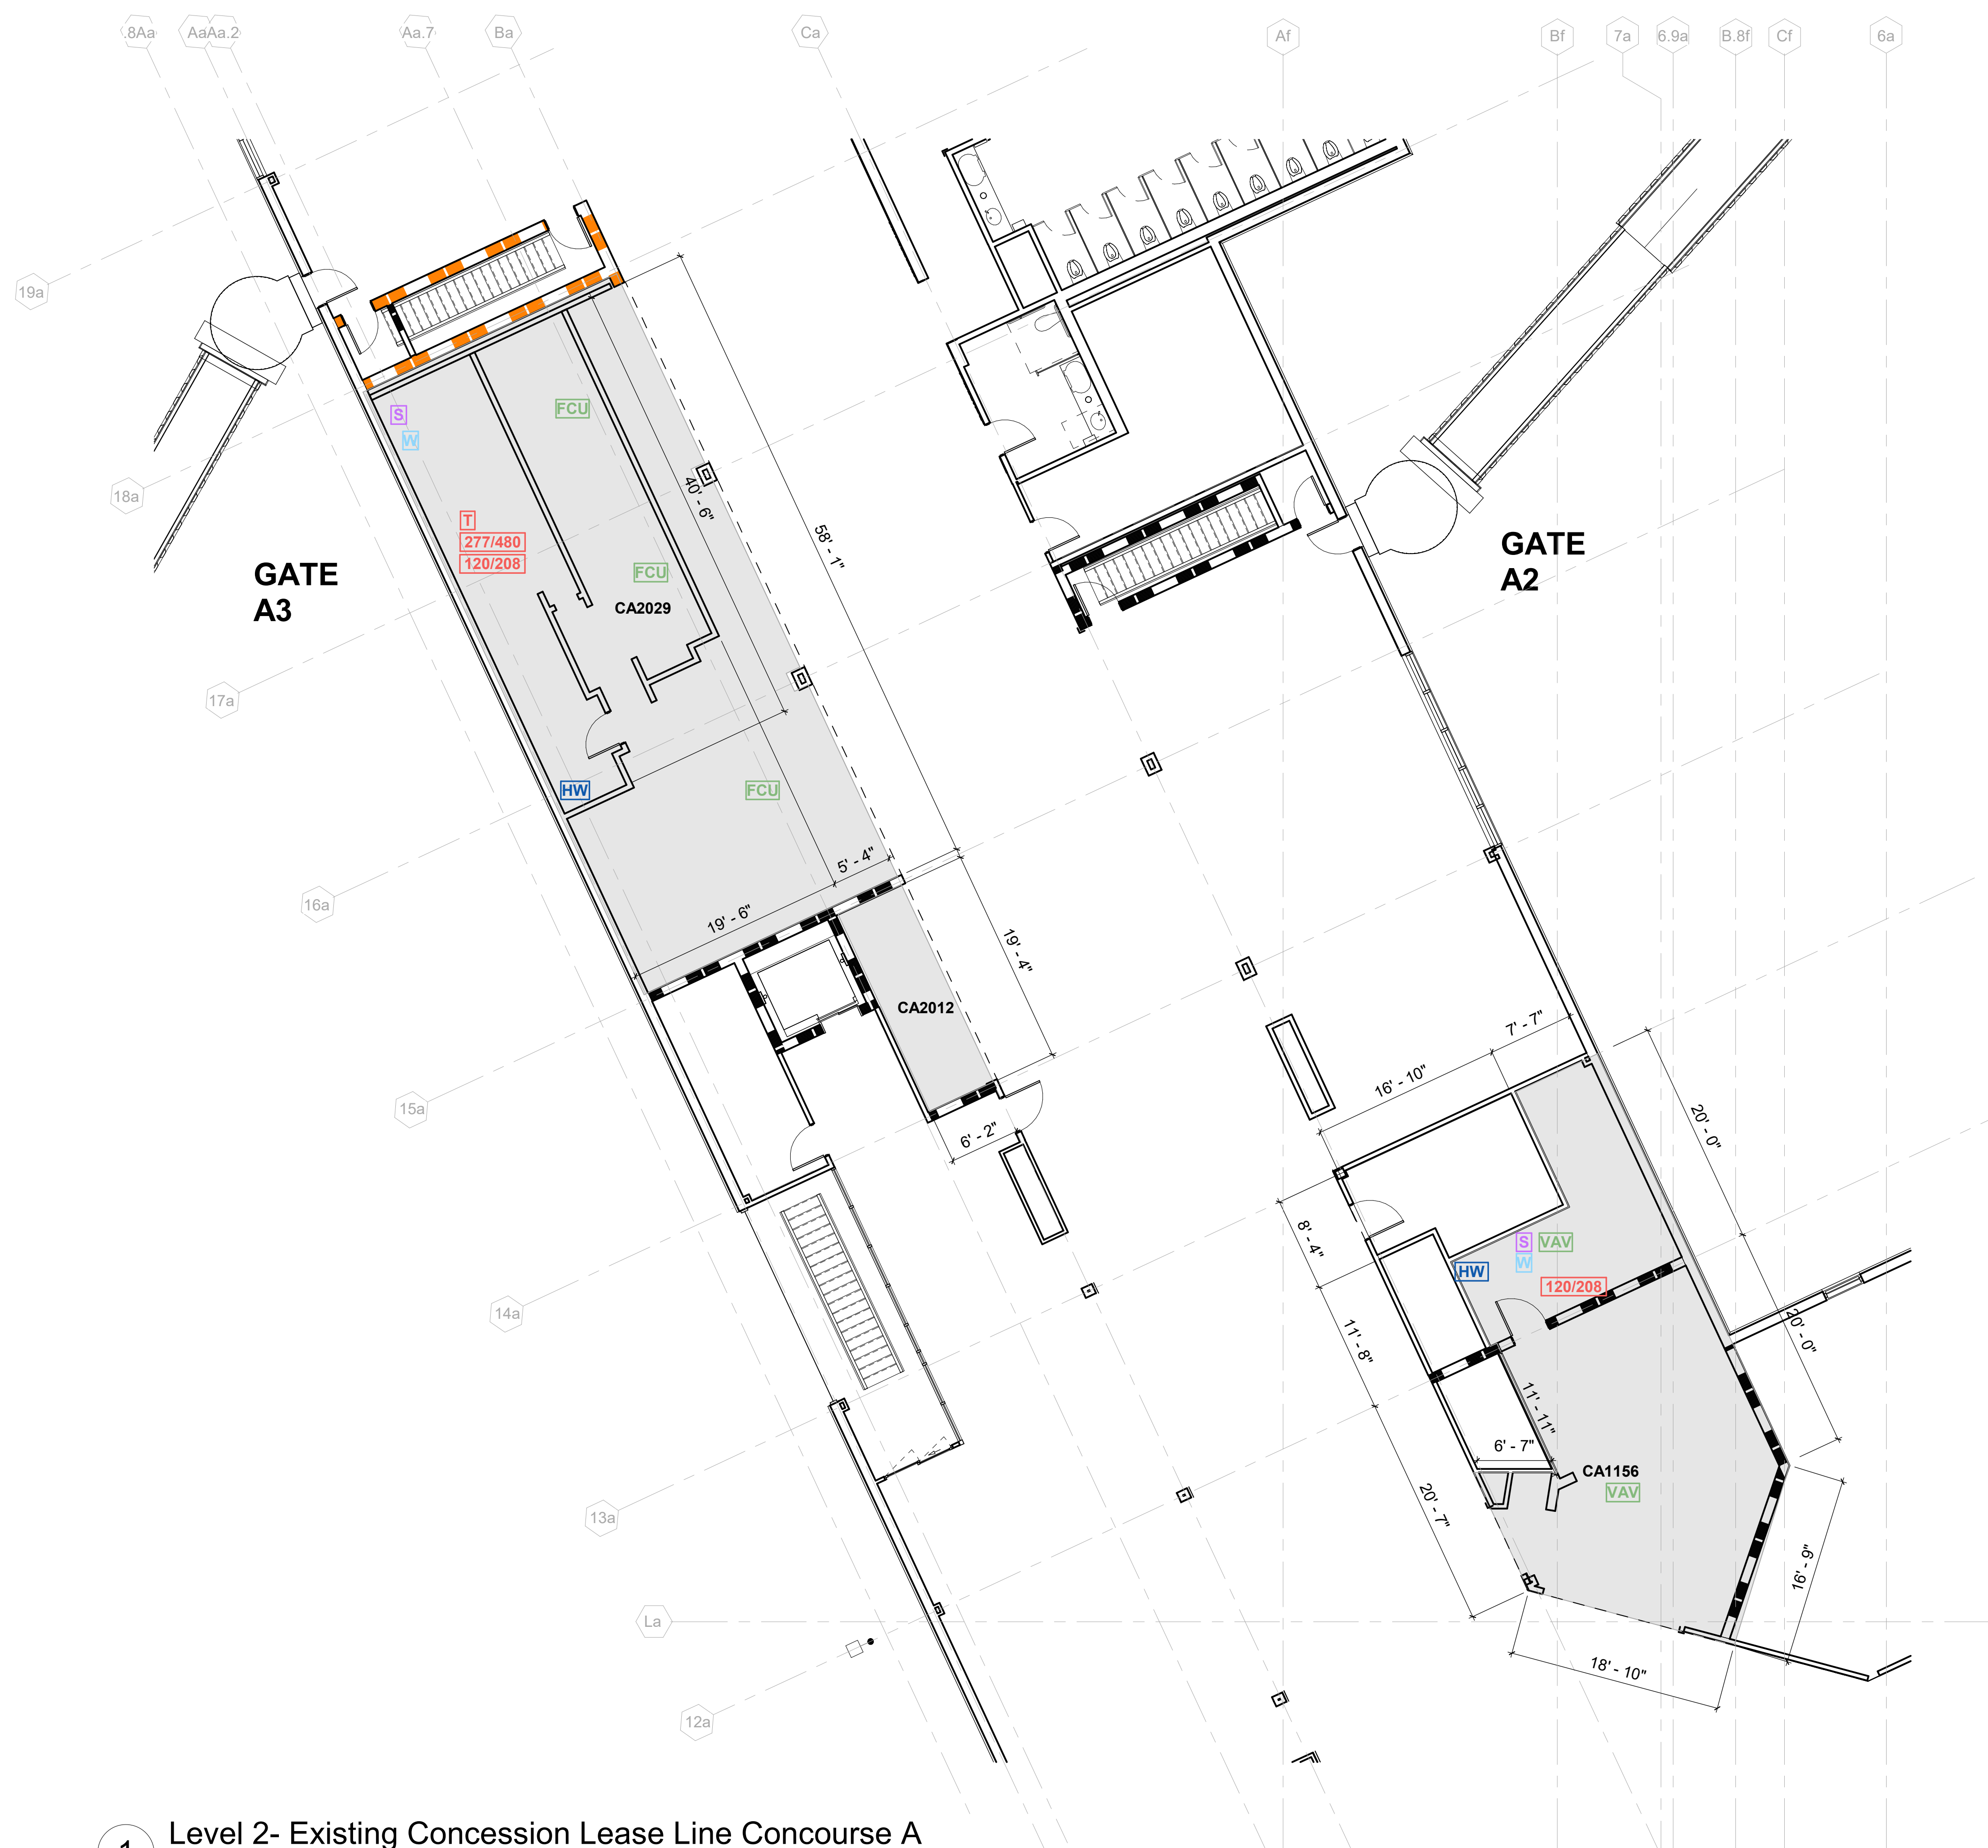 .8Aa
Aa
Aa.2
Aa.7
Ba
Ca
Af
Bf
7a
6.9a
B.8f
Cf
6a
19a
18a
17a
16a
15a
14a
13a
La
12a
GATE
A3
GATE
A2
S
W
FCU
T
277/480
120/208
FCU
CA2029
HW
FCU
40' - 6"
58' - 1"
5' - 4"
19' - 6"
19' - 4"
CA2012
6' - 2"
7' - 7"
16' - 10"
20' - 0"
8' - 4"
S
VAV
W
HW
120/208
20' - 0"
11' - 8"
11' - 11"
6' - 7"
CA1156
VAV
20' - 7"
16' - 9"
18' - 10"
1
Level 2- Existing Concession Lease Line Concourse A